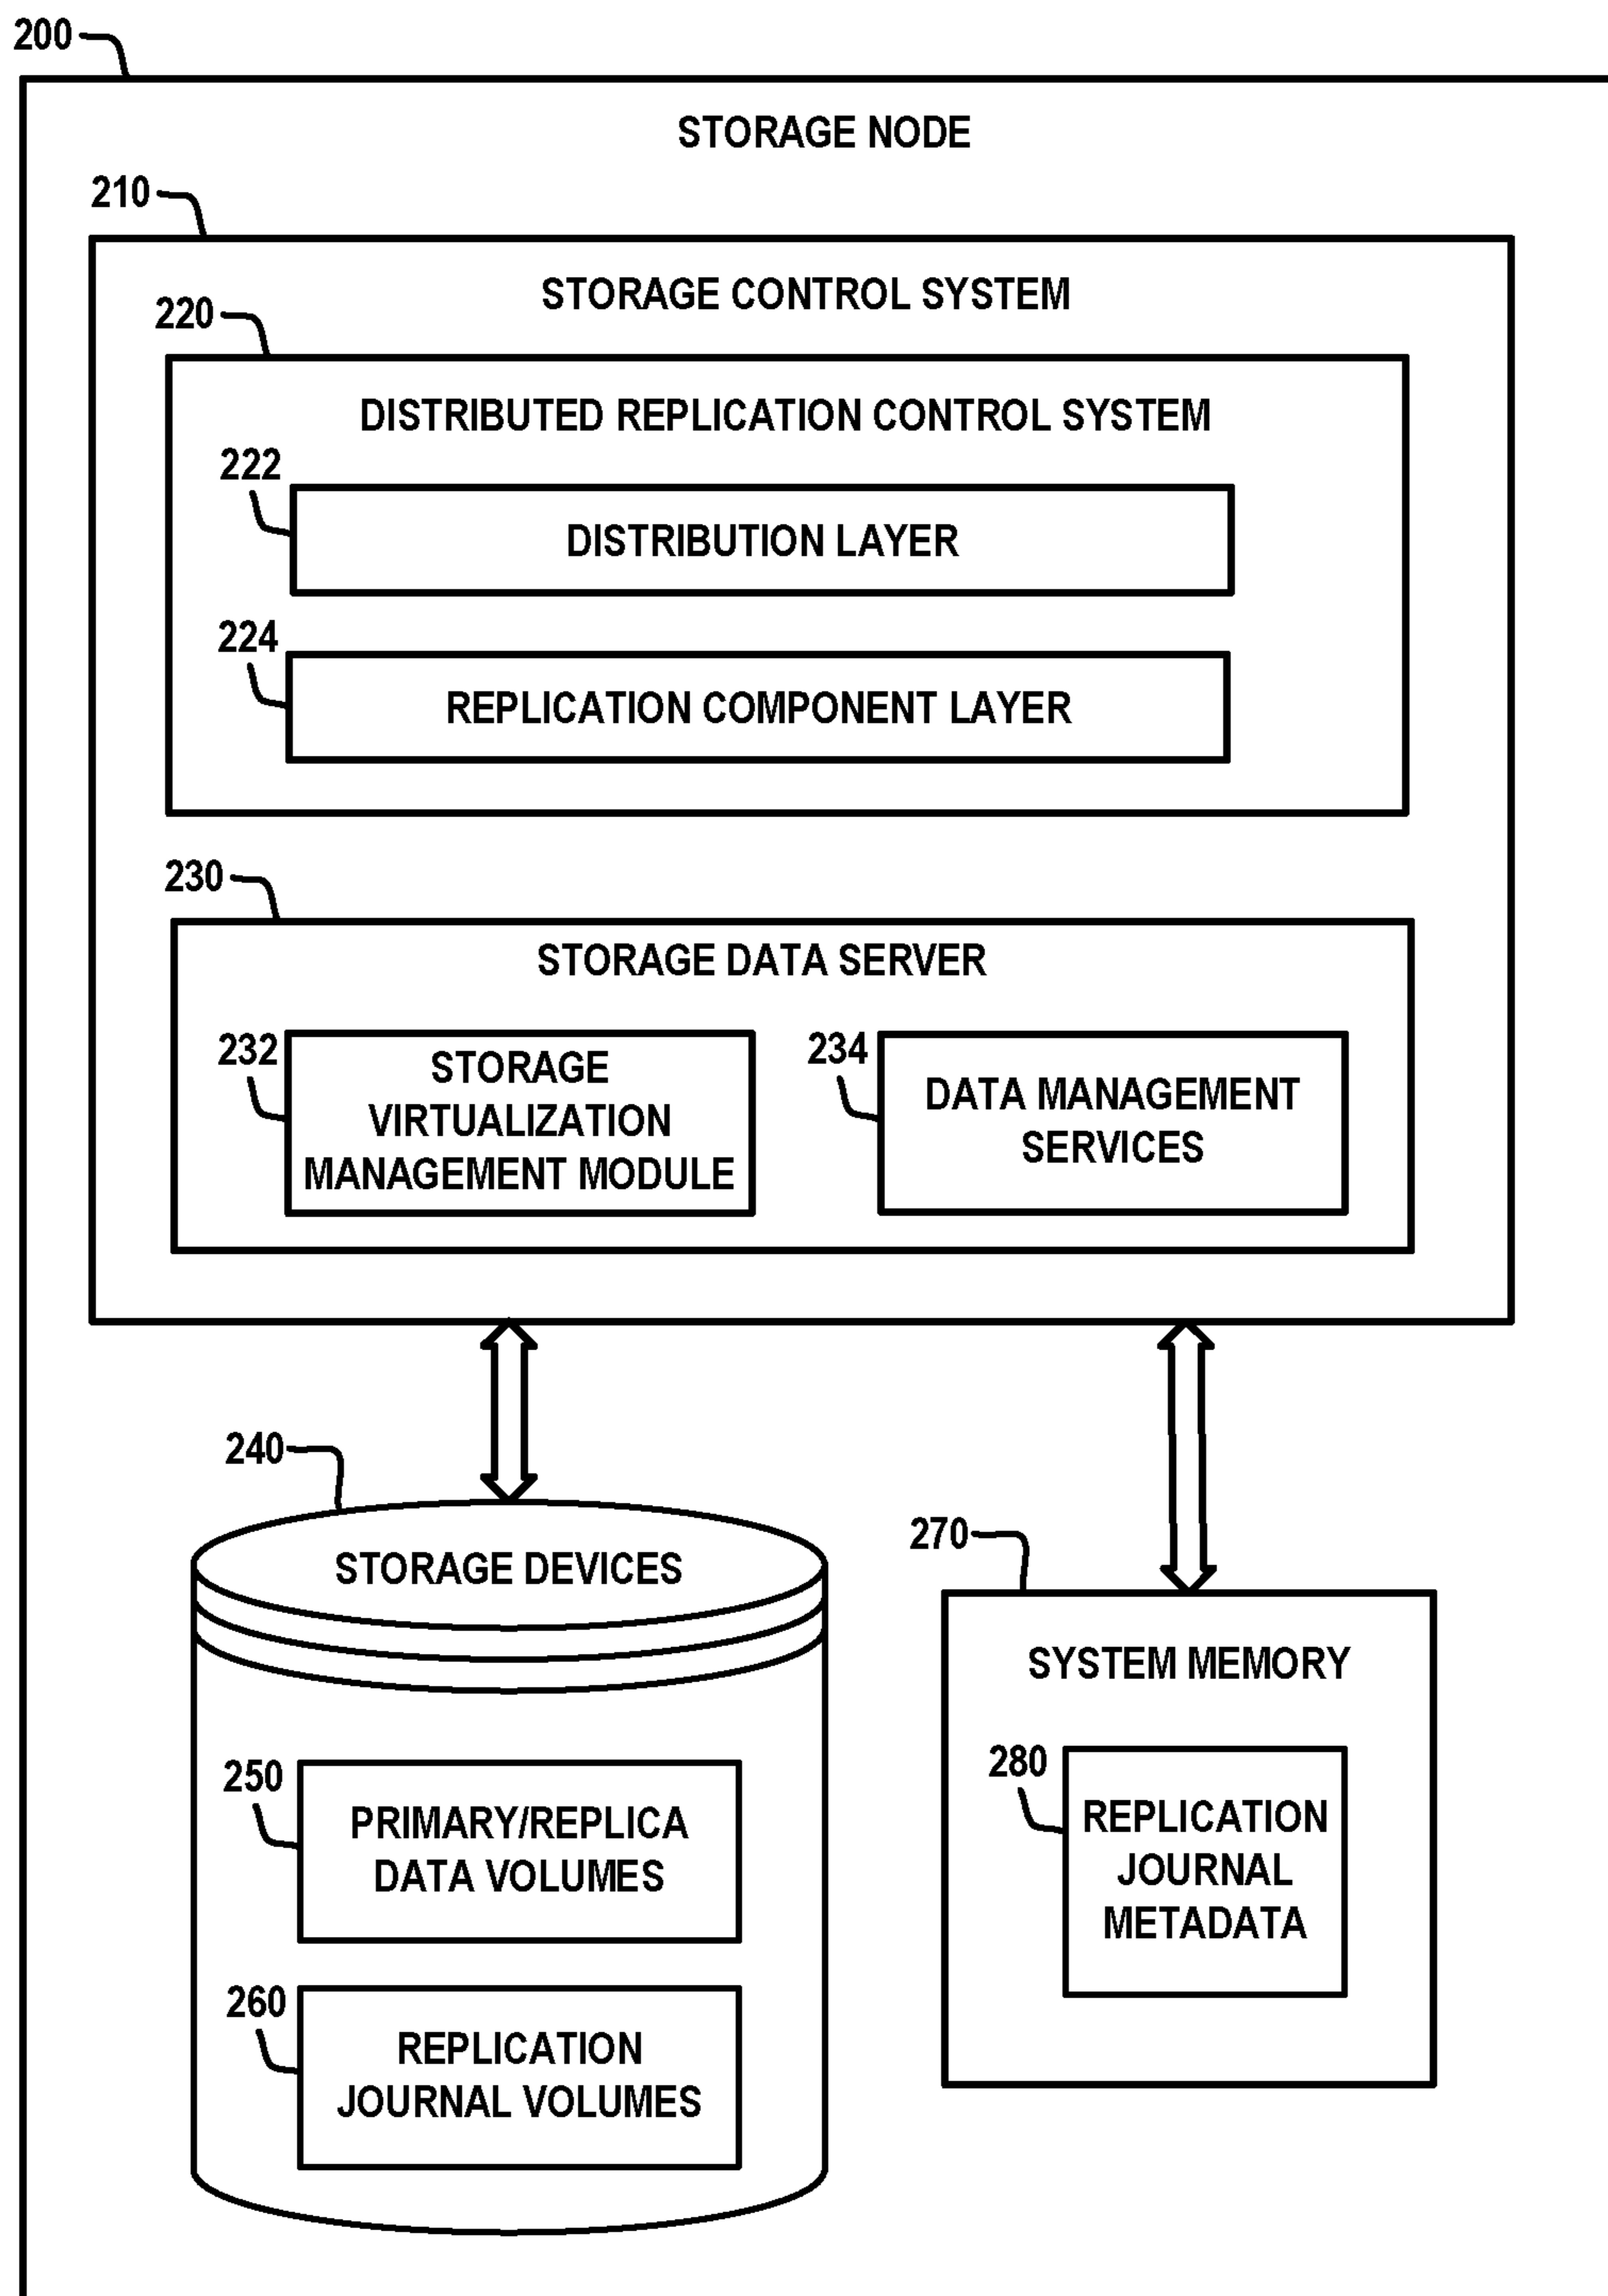 200
STORAGE NODE
210
STORAGE CONTROL SYSTEM
220
DISTRIBUTED REPLICATION CONTROL SYSTEM
222
DISTRIBUTION LAYER
224
REPLICATION COMPONENT LAYER
230
STORAGE DATA SERVER
232
STORAGE
VIRTUALIZATION
MANAGEMENT MODULE
234
DATA MANAGEMENT
SERVICES
240
STORAGE DEVICES
250
PRIMARY/REPLICA
DATA VOLUMES
260
REPLICATION
JOURNAL VOLUMES
270
SYSTEM MEMORY
280
REPLICATION
JOURNAL
METADATA